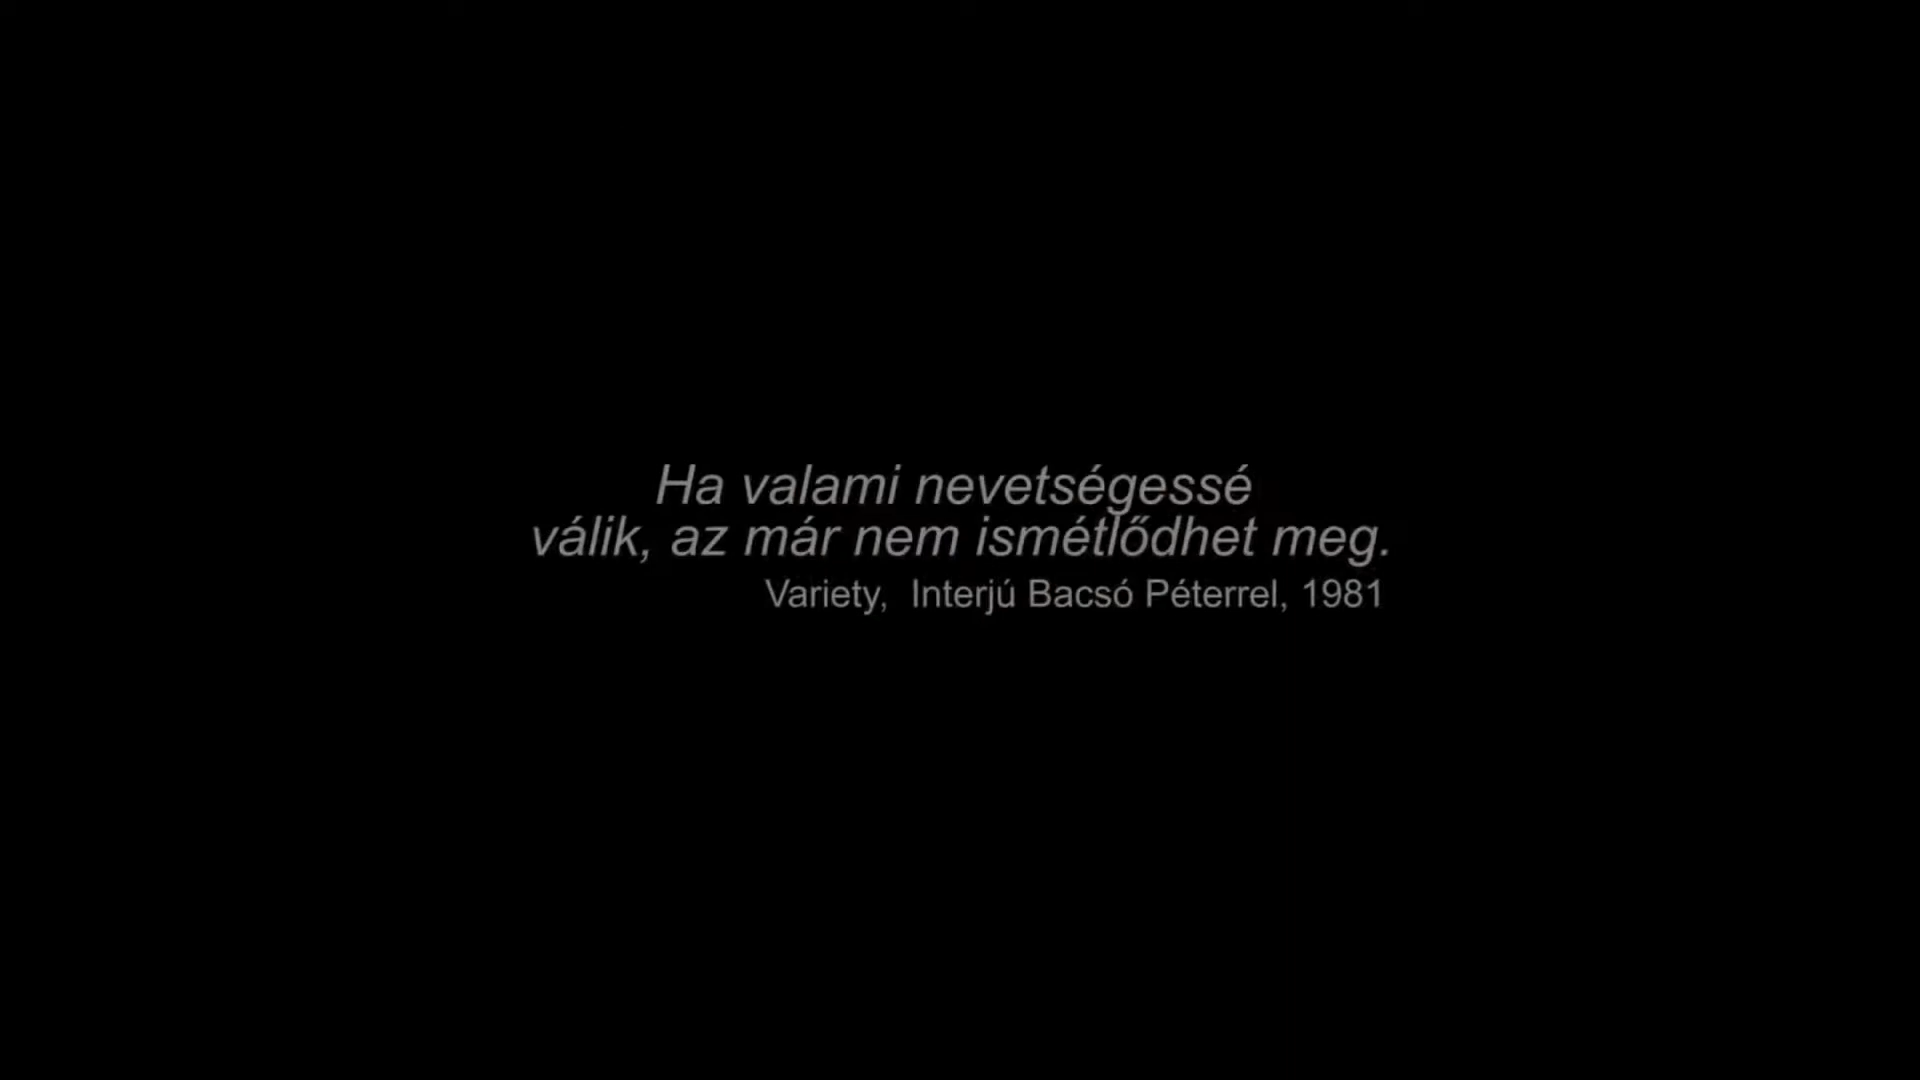 Ha valami nevetségessé
válik, az már nem ismétlődhet meg.
Variety, Interjú Bacsó Péterrel, 1981